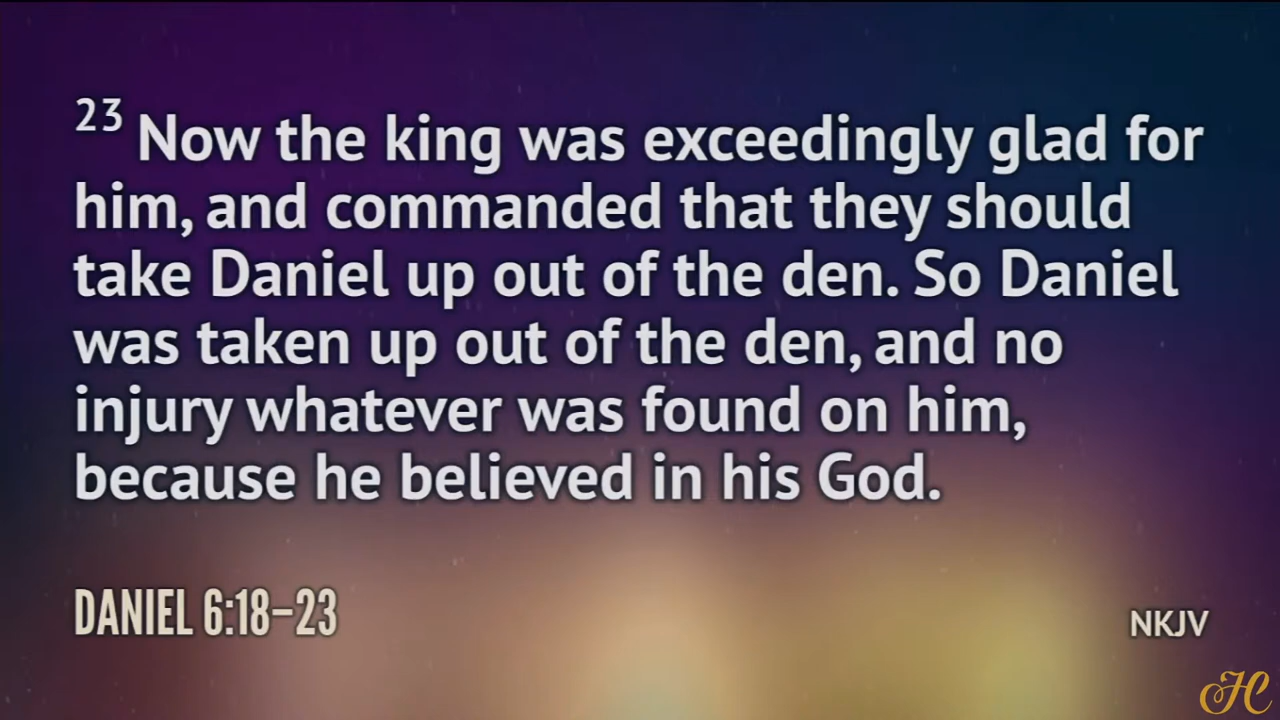 23 Now the king was exceedingly glad for
him, and commanded that they should
take Daniel up out of the den. So Daniel
was taken up out of the den, and no
injury whatever was found on him,
because he believed in his God.
DANIEL 6:18–23
NKJV
H